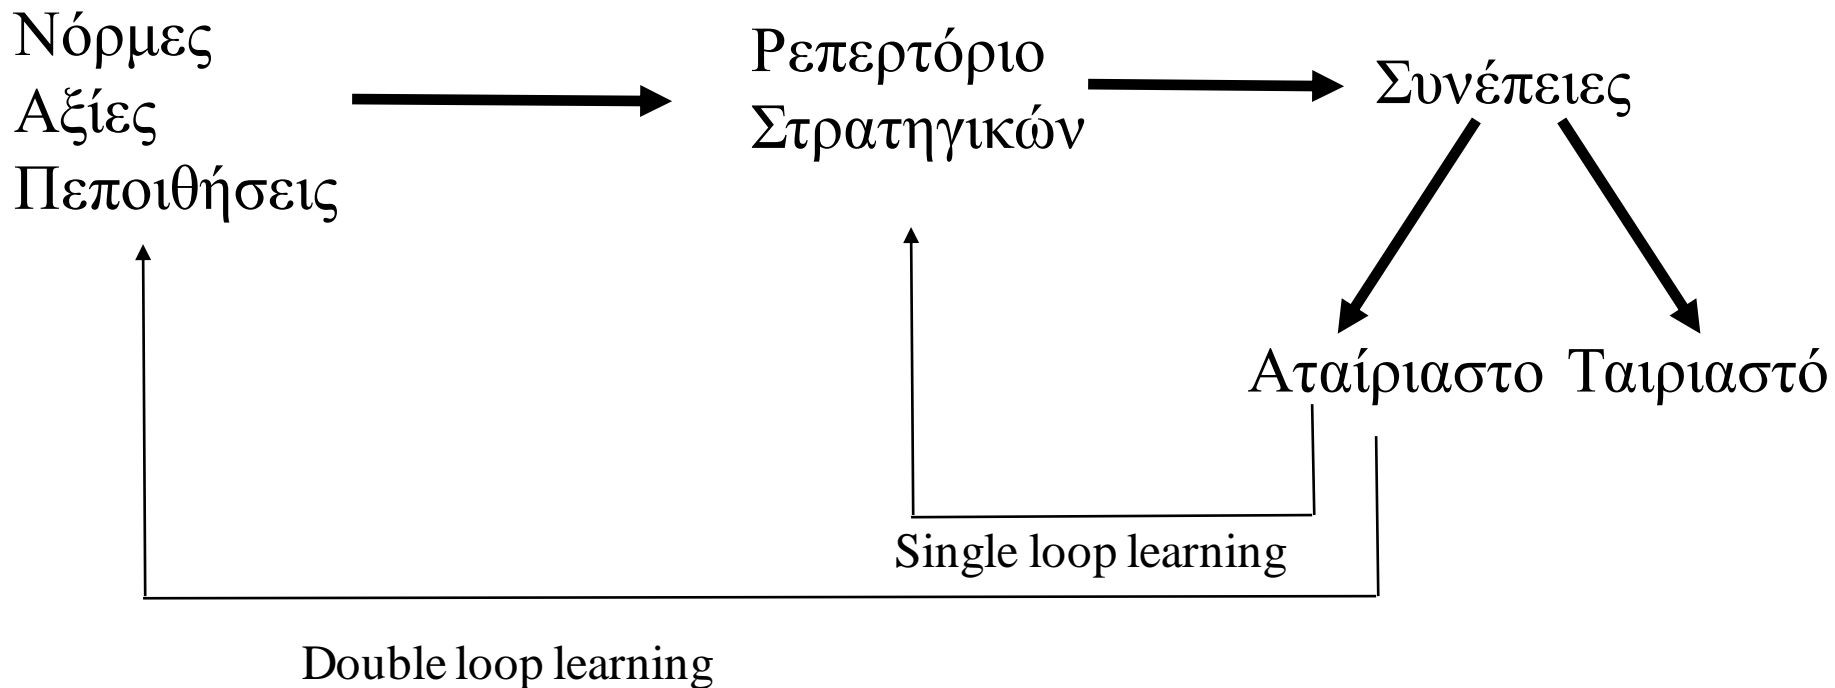 Νόρμες
Αξίες
Πεποιθήσεις
Ρεπερτόριο
Στρατηγικών
Συνέπειες
Αταίριαστο
Ταιριαστό
Single loop learning
Double loop learning